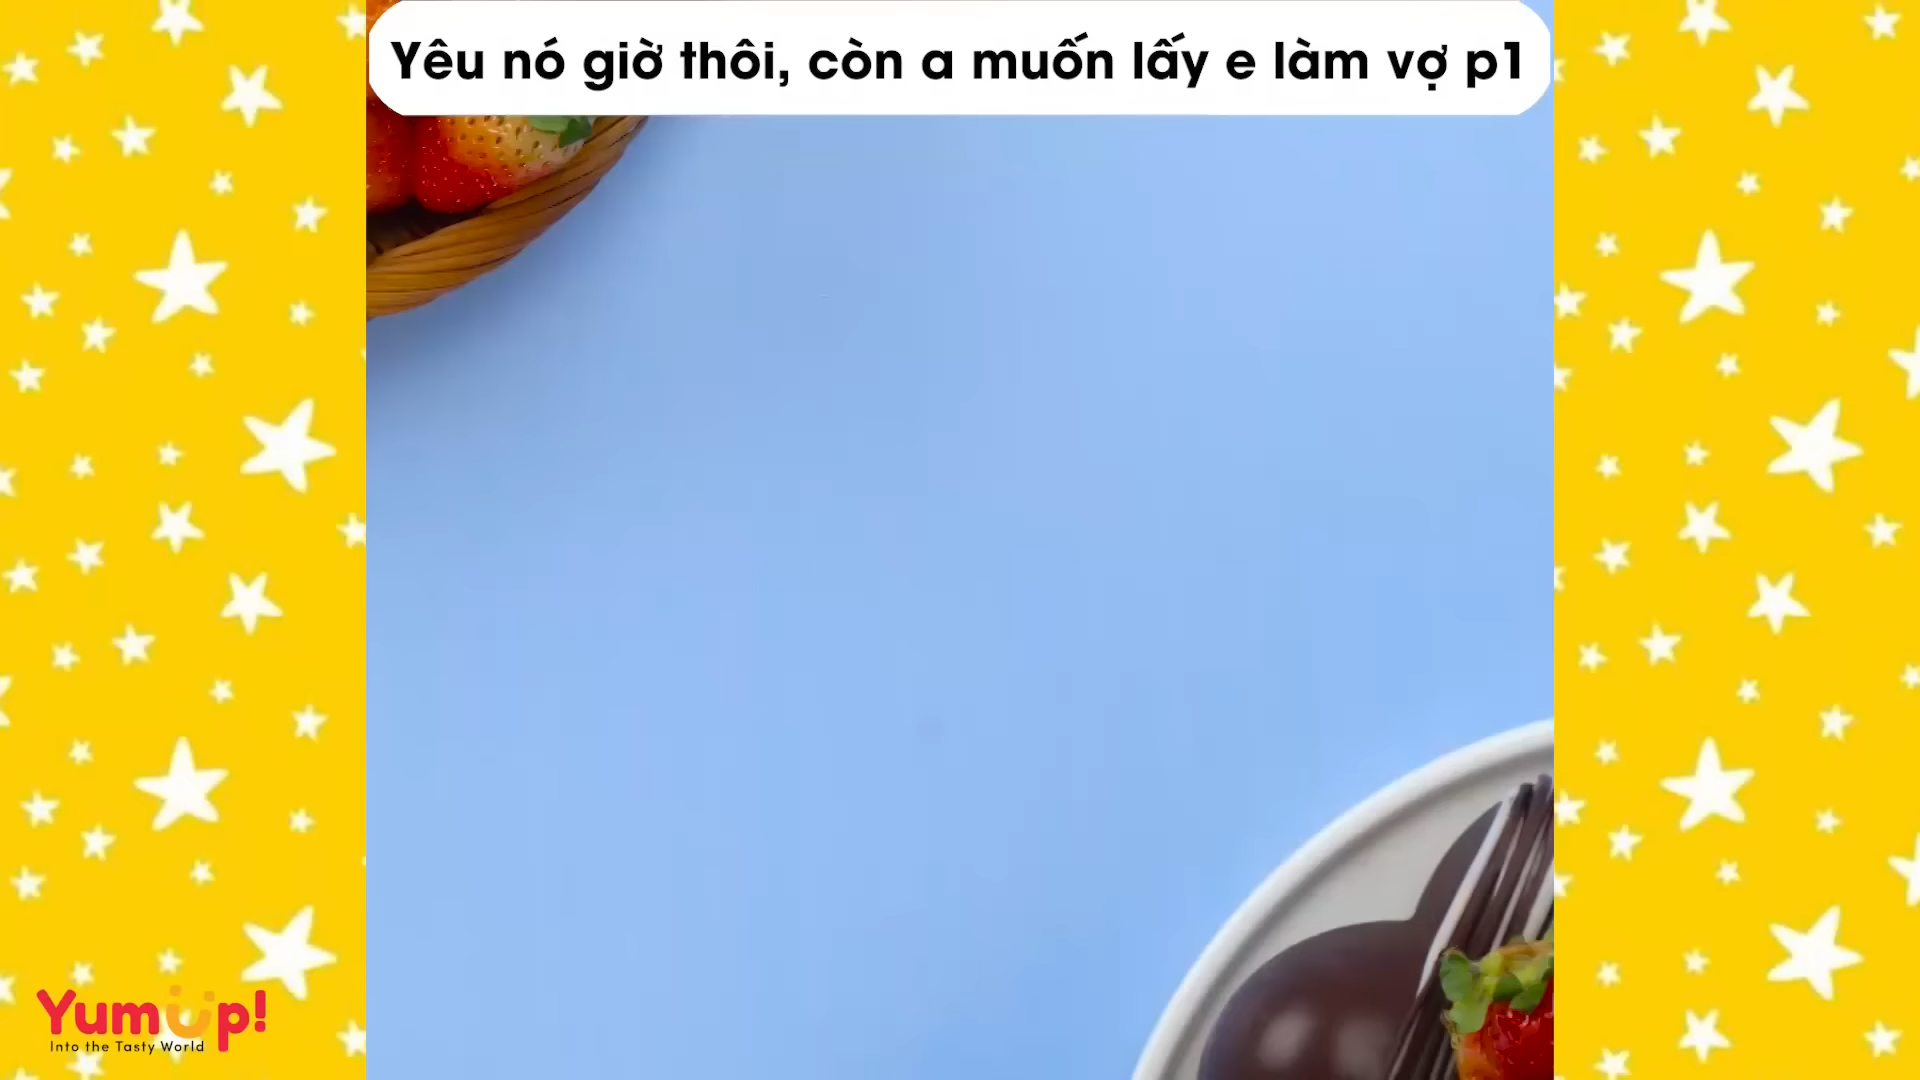 Yêu nó giờ thôi, còn a muốn lấy e làm vợ p1
YumUp!
Into the Tasty World